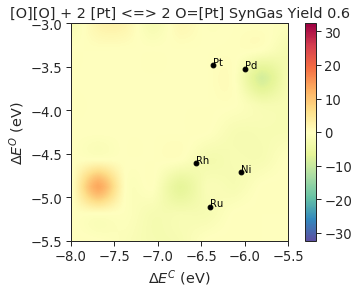 [O][O] + 2 [Pt] <=> 2 O=[Pt] SynGas Yield 0.6
−3.0
−3.5
−4.0
−4.5
−5.0
−5.5
ΔE^O (eV)
Pt
Pd
Rh
Ni
Ru
−8.0 −7.5 −7.0 −6.5 −6.0 −5.5
ΔE^C (eV)
30
20
10
0
−10
−20
−30